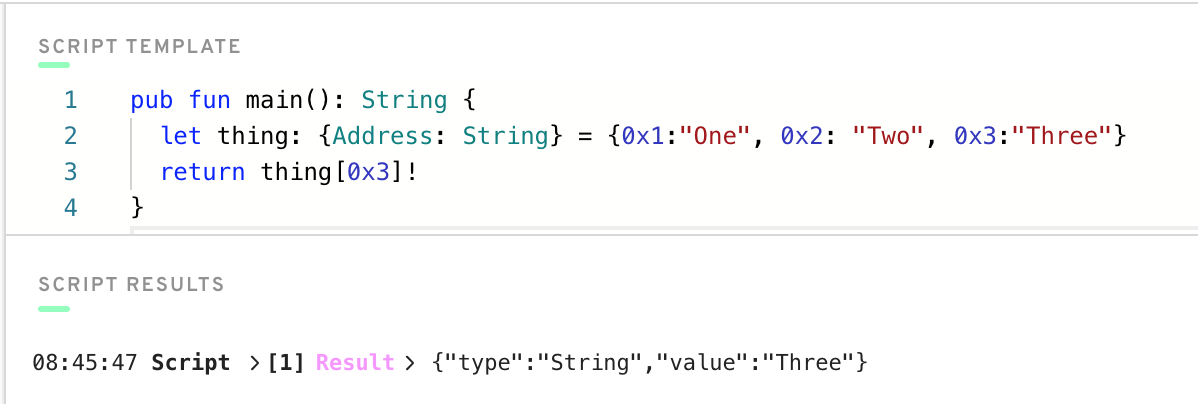 SCRIPT TEMPLATE
1 pub fun main(): String {
2 let thing: {Address: String} = {0x1:"One", 0x2: "Two", 0x3:"Three"}
3 return thing[0x3]!
4 }
SCRIPT RESULTS
08:45:47 Script >[1] Result > {"type":"String","value":"Three"}